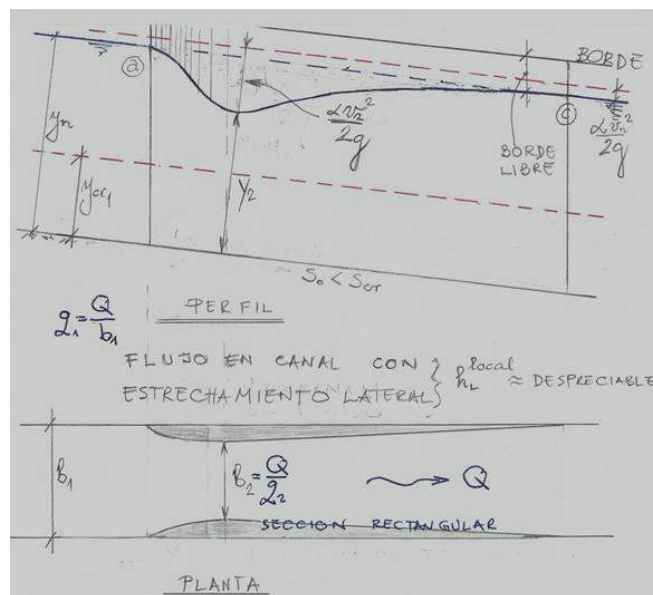 BORDE
ⓐ
ⓒ
yn
αv₂²/2g
αvn²/2g
BORDE LIBRE
ycr₁
Y₂
S₀ < Scr
PERFIL
q₁ = Q/b₁
FLUJO EN CANAL CON
ESTRECHAMIENTO LATERAL } hL local ≈ DESPRECIABLE
B₁
B₂ = Q/q₂
Q
SECCION RECTANGULAR
PLANTA